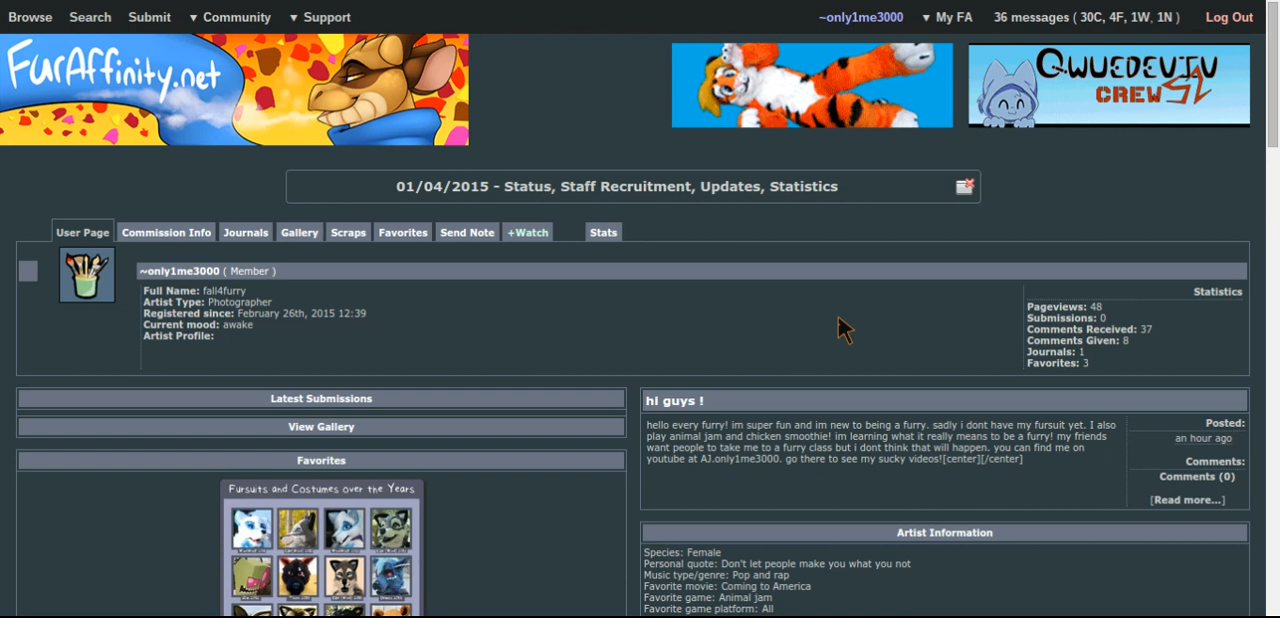 Browse Search Submit ▼ Community ▼ Support ~only1me3000 ▼ My FA 36 messages ( 30C, 4F, 1W, 1N ) Log Out
FurAffinity.net
QWUEDEVIV
CREW
01/04/2015 - Status, Staff Recruitment, Updates, Statistics
User Page Commission Info Journals Gallery Scraps Favorites Send Note +Watch Stats
~only1me3000 ( Member )
Full Name: fall4furry
Artist Type: Photographer
Registered since: February 26th, 2015 12:39
Current mood: awake
Artist Profile:
Statistics
Pageviews: 48
Submissions: 0
Comments Received: 37
Comments Given: 8
Journals: 1
Favorites: 3
Latest Submissions
View Gallery
Favorites
Fursuits and Costumes over the Years
hi guys !
hello every furry! im super fun and im new to being a furry. sadly i dont have my fursuit yet. I also
play animal jam and chicken smoothie! im learning what it really means to be a furry! my friends
want people to take me to a furry class but i dont think that will happen. you can find me on
youtube at AJ.only1me3000. go there to see my sucky videos![center][/center]
Posted:
an hour ago
Comments:
Comments (0)
[Read more...]
Artist Information
Species: Female
Personal quote: Don't let people make you what you not
Music type/genre: Pop and rap
Favorite movie: Coming to America
Favorite game: Animal jam
Favorite game platform: All